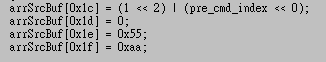 arrSrcBuf[0x1c] = (1 << 2) | (pre_cmd_index << 0);
arrSrcBuf[0x1d] = 0;
arrSrcBuf[0x1e] = 0x55;
arrSrcBuf[0x1f] = 0xaa;